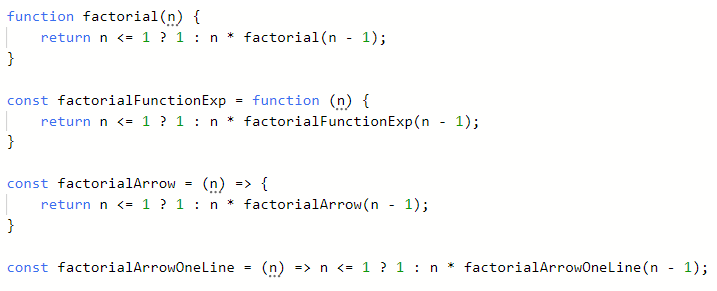 function factorial(n) {
    return n <= 1 ? 1 : n * factorial(n - 1);
}

const factorialFunctionExp = function (n) {
    return n <= 1 ? 1 : n * factorialFunctionExp(n - 1);
}

const factorialArrow = (n) => {
    return n <= 1 ? 1 : n * factorialArrow(n - 1);
}

const factorialArrowOneLine = (n) => n <= 1 ? 1 : n * factorialArrowOneLine(n - 1);